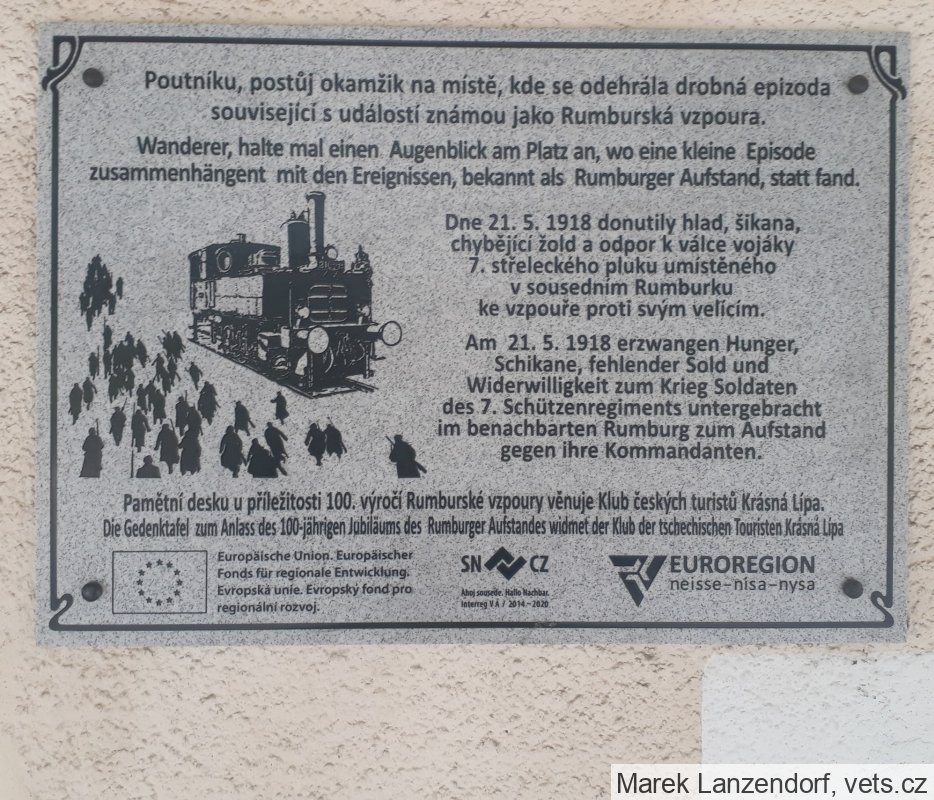 Poutníku, postůj okamžik na místě, kde se odehrála drobná epizoda
související s událostí známou jako Rumburská vzpoura.
Wanderer, halte mal einen Augenblick am Platz an, wo eine kleine Episode
zusammenhängent mit den Ereignissen, bekannt als Rumburger Aufstand, statt fand.
Dne 21. 5. 1918 donutily hlad, šikana,
chybějící žold a odpor k válce vojáky
7. střeleckého pluku umístěného
v sousedním Rumburku
ke vzpouře proti svým velícím.
Am 21. 5. 1918 erzwangen Hunger,
Schikane, fehlender Sold und
Widerwilligkeit zum Krieg Soldaten
des 7. Schützenregiments untergebracht
im benachbarten Rumburg zum Aufstand
gegen ihre Kommandanten.
Pamětní desku u příležitosti 100. výročí Rumburské vzpoury věnuje Klub českých turistů Krásná Lípa.
Die Gedenktafel zum Anlass des 100-jährigen Jubiläums des Rumburger Aufstandes widmet der Klub der tschechischen Touristen Krásná Lípa
Europäische Union. Europäischer
Fonds für regionale Entwicklung.
Evropská unie. Evropský fond pro
regionální rozvoj.
SN CZ
Ahoj sousede. Hallo Nachbar.
Interreg V A / 2014–2020
EUROREGION
neisse–nisa–nysa
Marek Lanzendorf, vets.cz